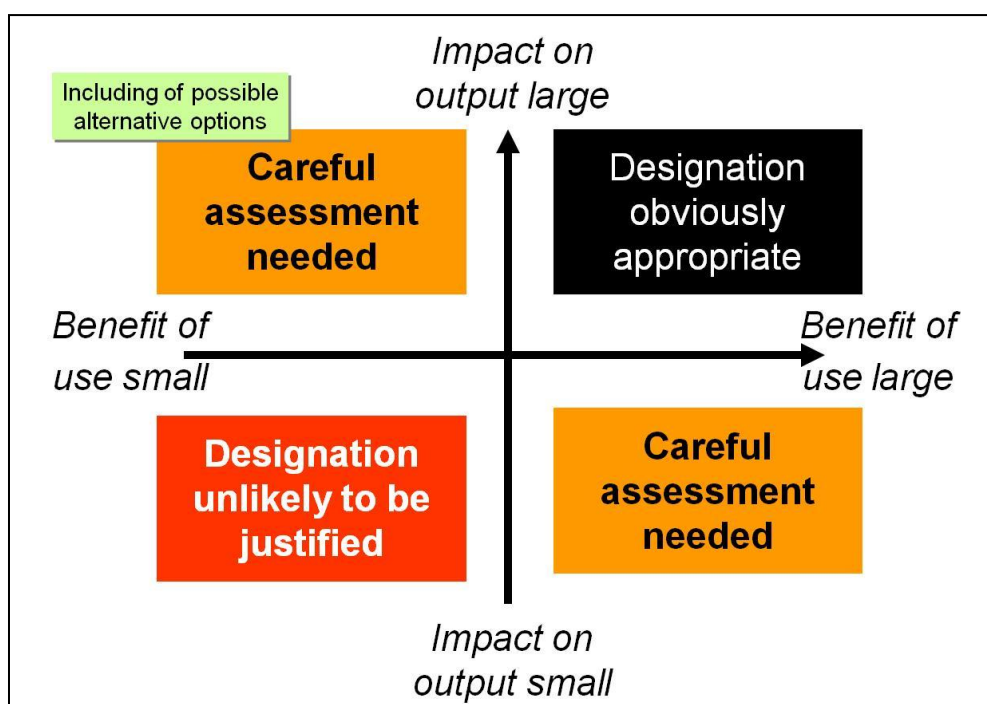 Impact on
output large
Including of possible
alternative options
Careful
assessment
needed
Designation
obviously
appropriate
Benefit of
use small
Benefit of
use large
Designation
unlikely to be
justified
Careful
assessment
needed
Impact on
output small